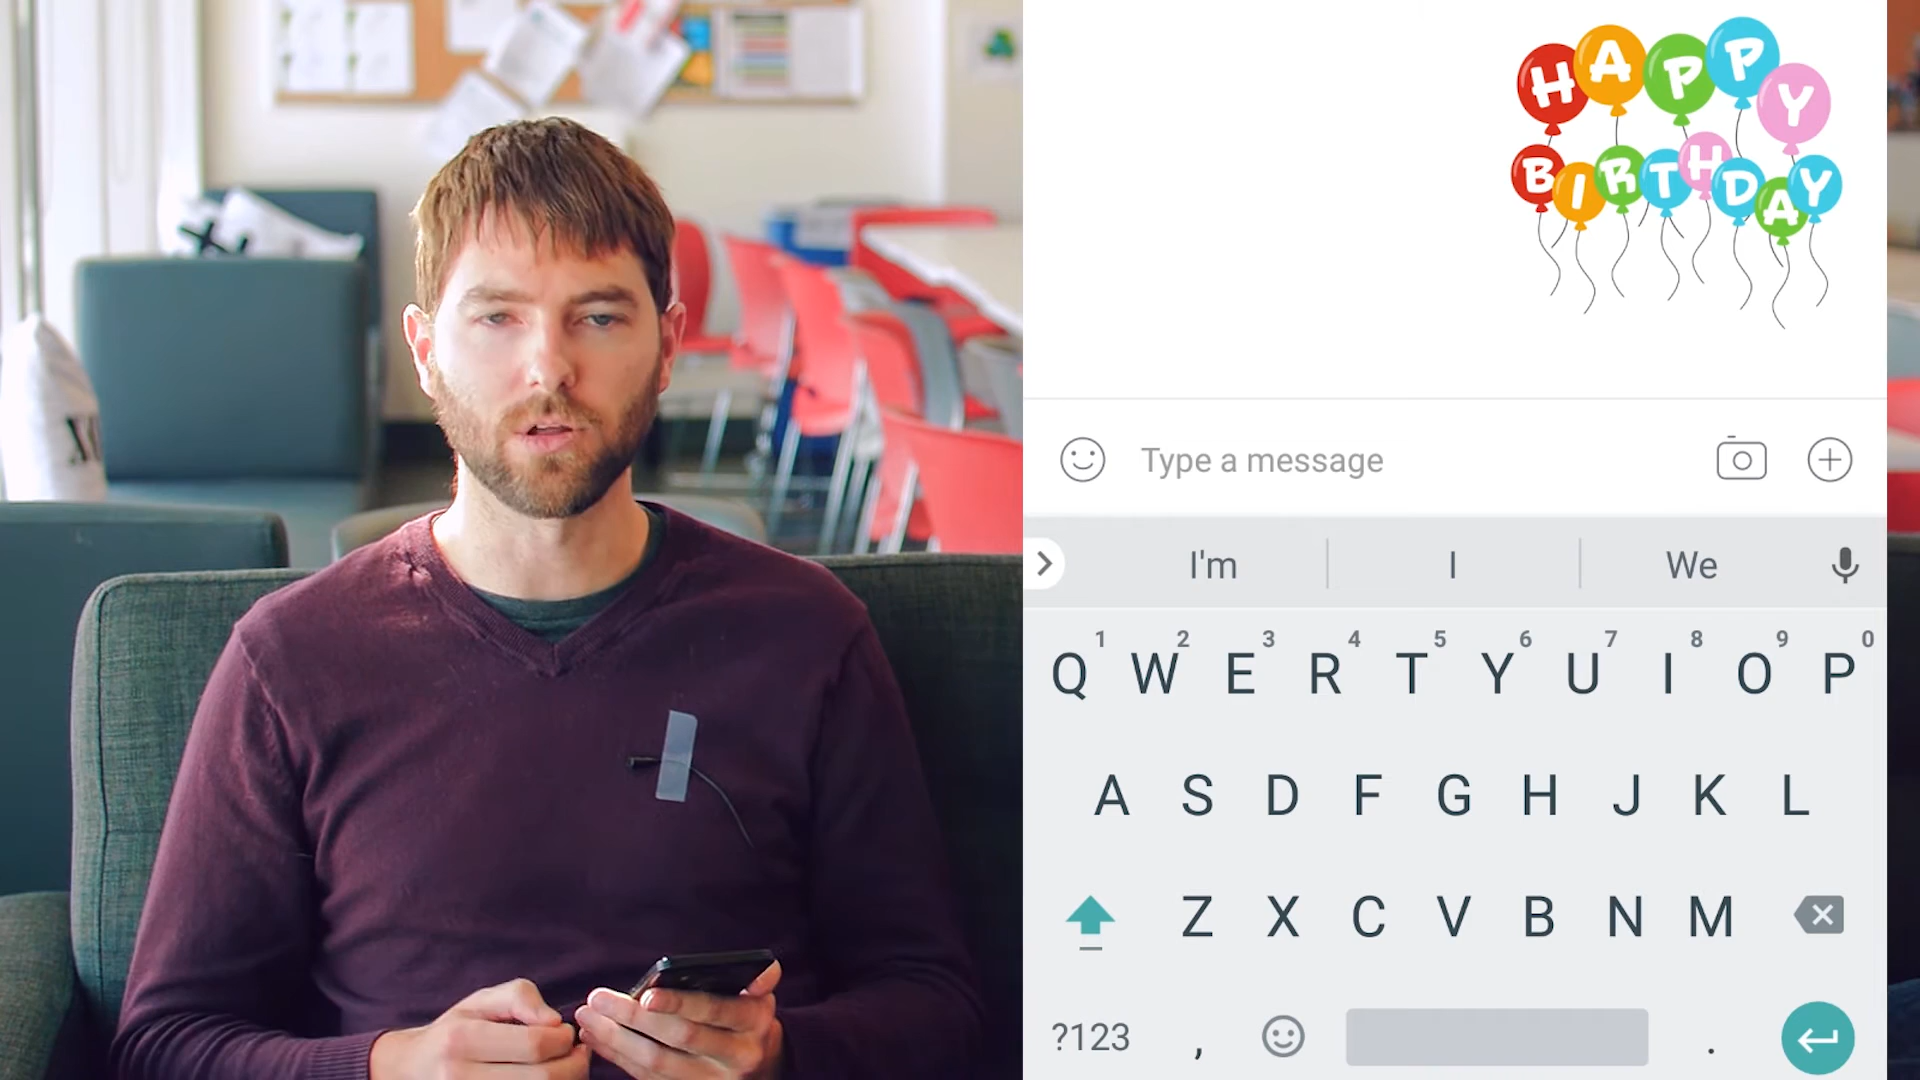 HAPPY
BIRTHDAY
Type a message
I'm I We
1 2 3 4 5 6 7 8 9 0
Q W E R T Y U I O P
A S D F G H J K L
Z X C V B N M
?123 , .